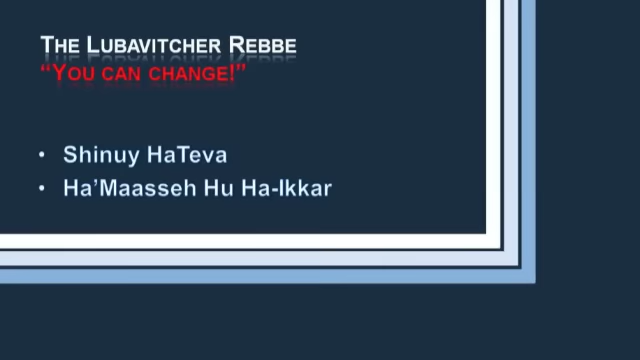 THE LUBAVITCHER REBBE
“YOU CAN CHANGE!”
• Shinuy HaTeva
• Ha’Maasseh Hu Ha-Ikkar